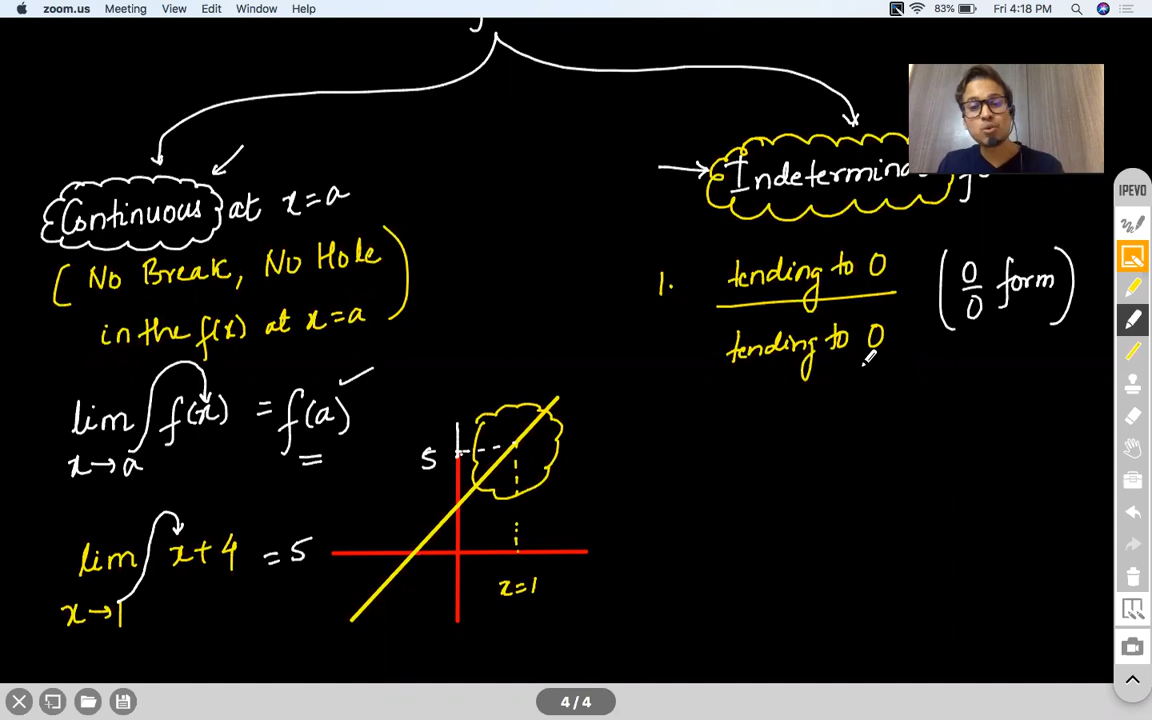 zoom.us Meeting View Edit Window Help
83% Fri 4:18 PM
IPEVO
Continuous at x=a
(No Break, No Hole
in the f(x) at x=a)
lim f(x) = f(a)
x→a
lim x+4 = 5
x→1
5
x=1
1. tending to 0
tending to 0
(0/0 form)
4 / 4